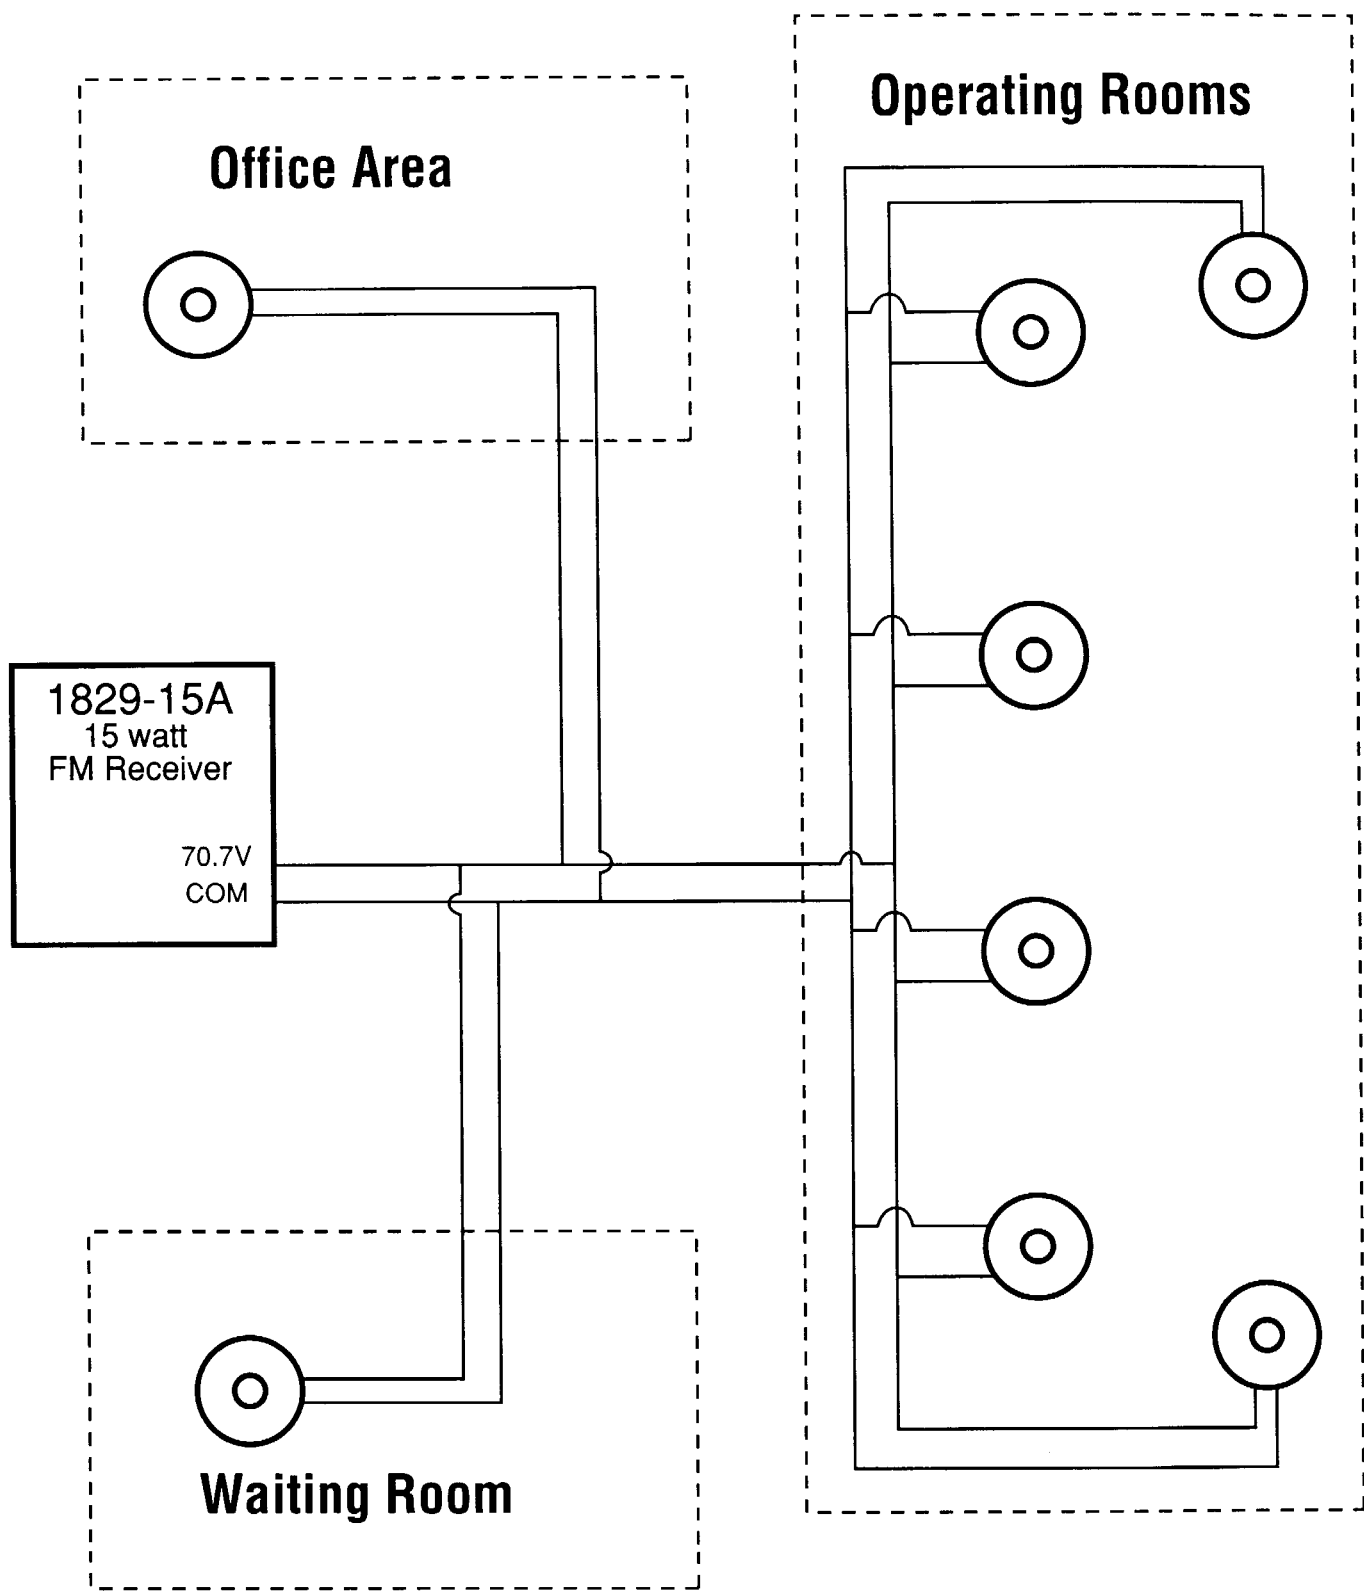 Operating Rooms
Office Area
1829-15A
15 watt
FM Receiver
70.7V
COM
Waiting Room